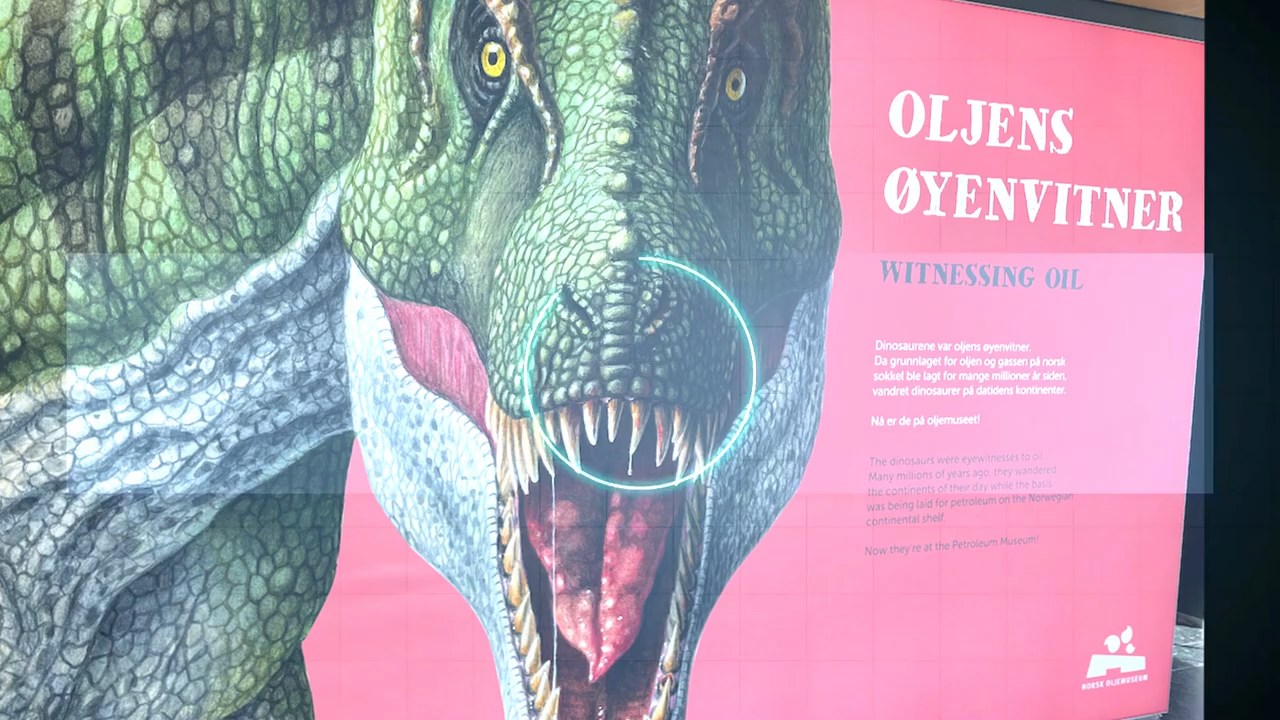 OLJENS
ØYENVITNER
WITNESSING OIL
Dinosaurene var oljens øyenvitner.
Da grunnlaget for oljen og gassen på norsk
sokkel ble lagt for mange millioner år siden,
vandret dinosaurer på datidens kontinenter.
Nå er de på oljemuseet!
The dinosaurs were eyewitnesses to oil.
Many millions of years ago, they wandered
the continents of their day while the basis
was being laid for petroleum on the Norwegian
continental shelf.
Now they're at the Petroleum Museum!
NORSK OLJEMUSEUM